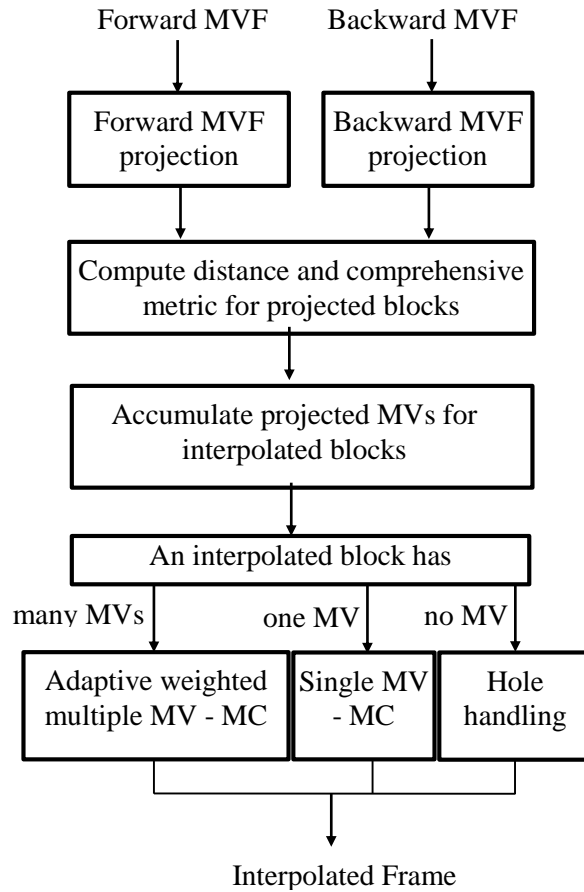 Forward MVF
Backward MVF
Forward MVF
projection
Backward MVF
projection
Compute distance and comprehensive
metric for projected blocks
Accumulate projected MVs for
interpolated blocks
An interpolated block has
many MVs
one MV
no MV
Adaptive weighted
multiple MV - MC
Single MV
- MC
Hole
handling
Interpolated Frame